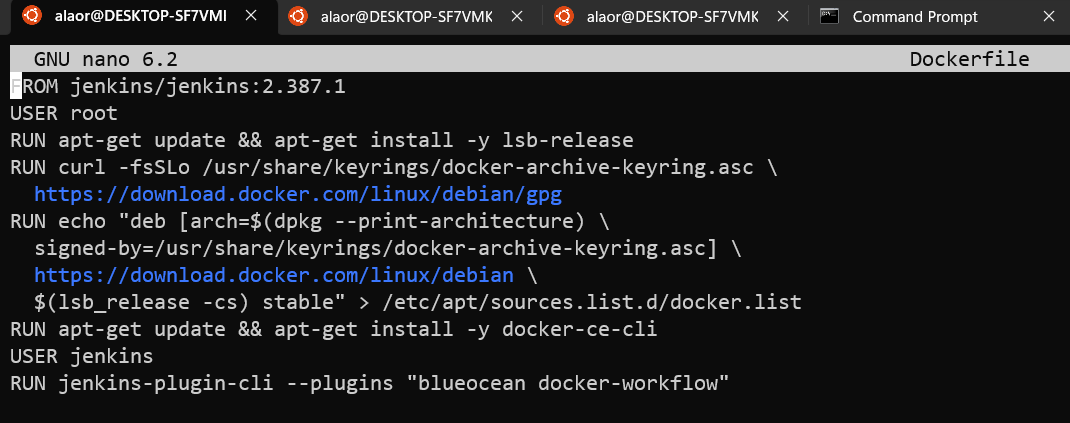 alaor@DESKTOP-SF7VMI
alaor@DESKTOP-SF7VMK
alaor@DESKTOP-SF7VMK
Command Prompt
GNU nano 6.2 Dockerfile
FROM jenkins/jenkins:2.387.1
USER root
RUN apt-get update && apt-get install -y lsb-release
RUN curl -fsSLo /usr/share/keyrings/docker-archive-keyring.asc \
  https://download.docker.com/linux/debian/gpg
RUN echo "deb [arch=$(dpkg --print-architecture) \
  signed-by=/usr/share/keyrings/docker-archive-keyring.asc] \
  https://download.docker.com/linux/debian \
  $(lsb_release -cs) stable" > /etc/apt/sources.list.d/docker.list
RUN apt-get update && apt-get install -y docker-ce-cli
USER jenkins
RUN jenkins-plugin-cli --plugins "blueocean docker-workflow"